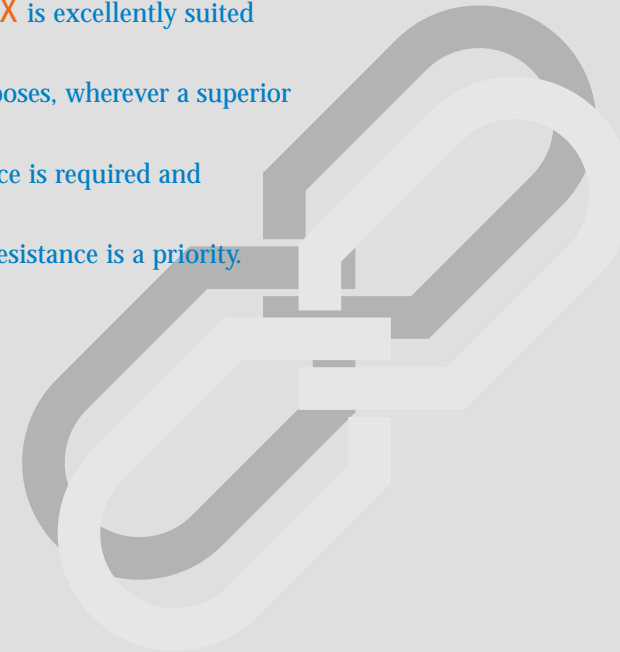 X is excellently suited
poses, wherever a superior
ce is required and
esistance is a priority.